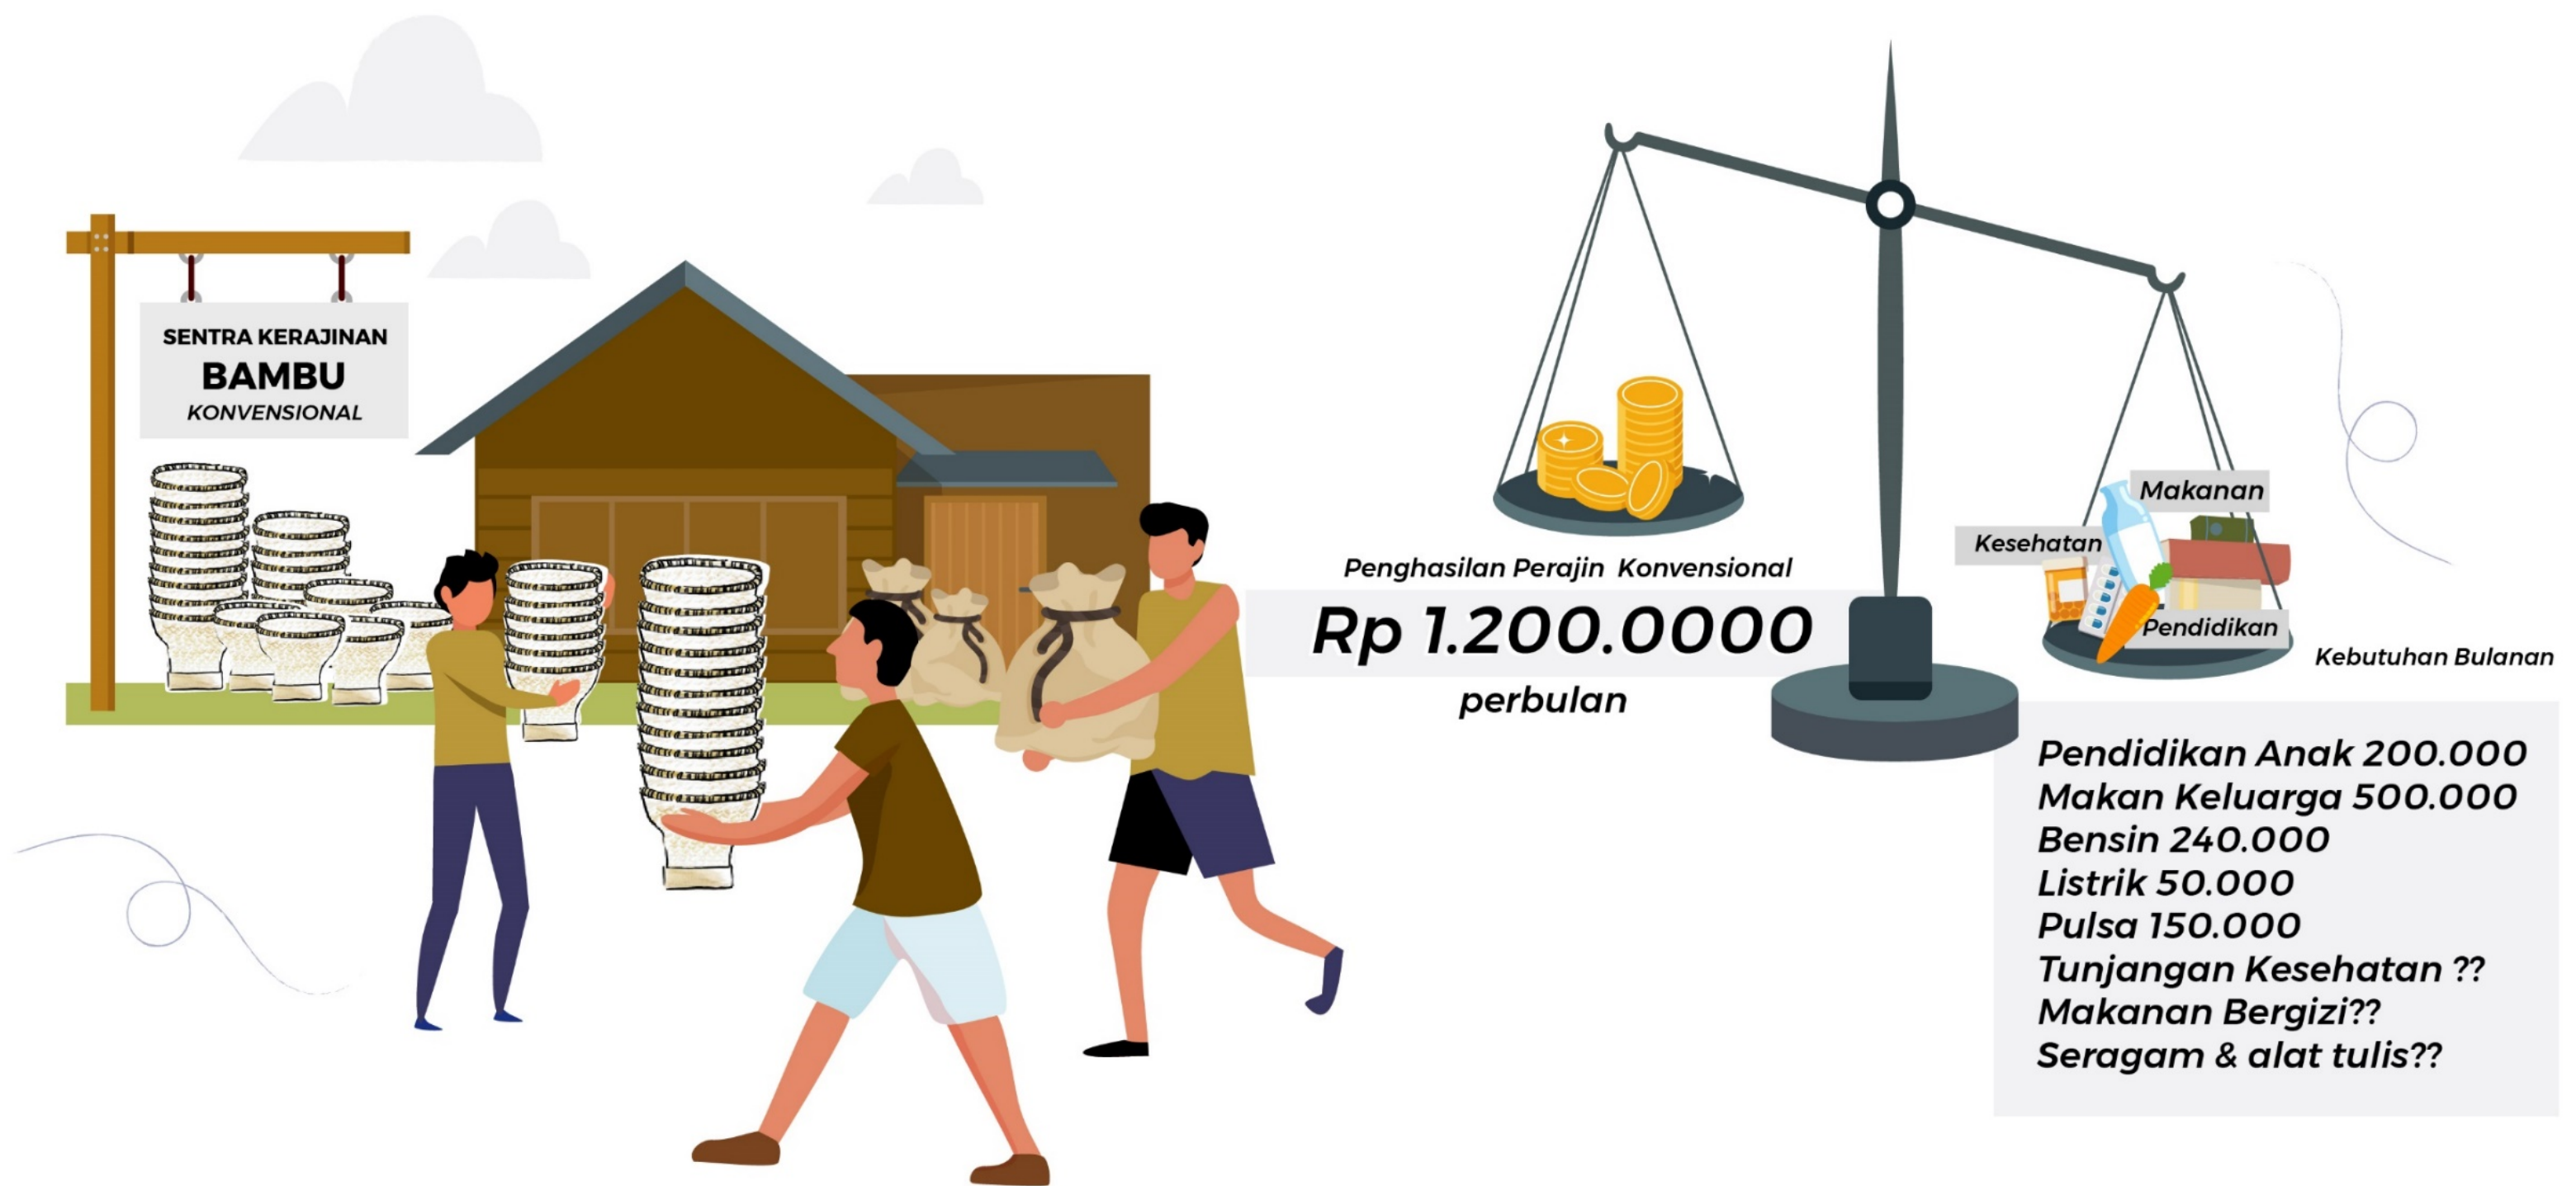 SENTRA KERAJINAN
BAMBU
KONVENSIONAL
Penghasilan Perajin Konvensional
Rp 1.200.0000
perbulan
Makanan
Kesehatan
Pendidikan
Kebutuhan Bulanan
Pendidikan Anak 200.000
Makan Keluarga 500.000
Bensin 240.000
Listrik 50.000
Pulsa 150.000
Tunjangan Kesehatan ??
Makanan Bergizi??
Seragam & alat tulis??